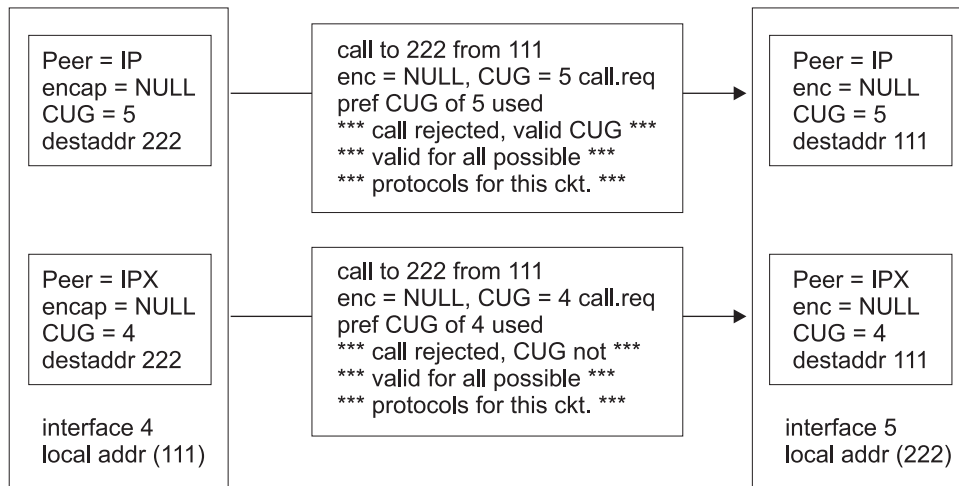 Peer = IP
encap = NULL
CUG = 5
destaddr 222
call to 222 from 111
enc = NULL, CUG = 5 call.req
pref CUG of 5 used
*** call rejected, valid CUG ***
*** valid for all possible ***
*** protocols for this ckt. ***
Peer = IP
enc = NULL
CUG = 5
destaddr 111
Peer = IPX
encap = NULL
CUG = 4
destaddr 222
call to 222 from 111
enc = NULL, CUG = 4 call.req
pref CUG of 4 used
*** call rejected, CUG not ***
*** valid for all possible ***
*** protocols for this ckt. ***
Peer = IPX
enc = NULL
CUG = 4
destaddr 111
interface 4
local addr (111)
interface 5
local addr (222)